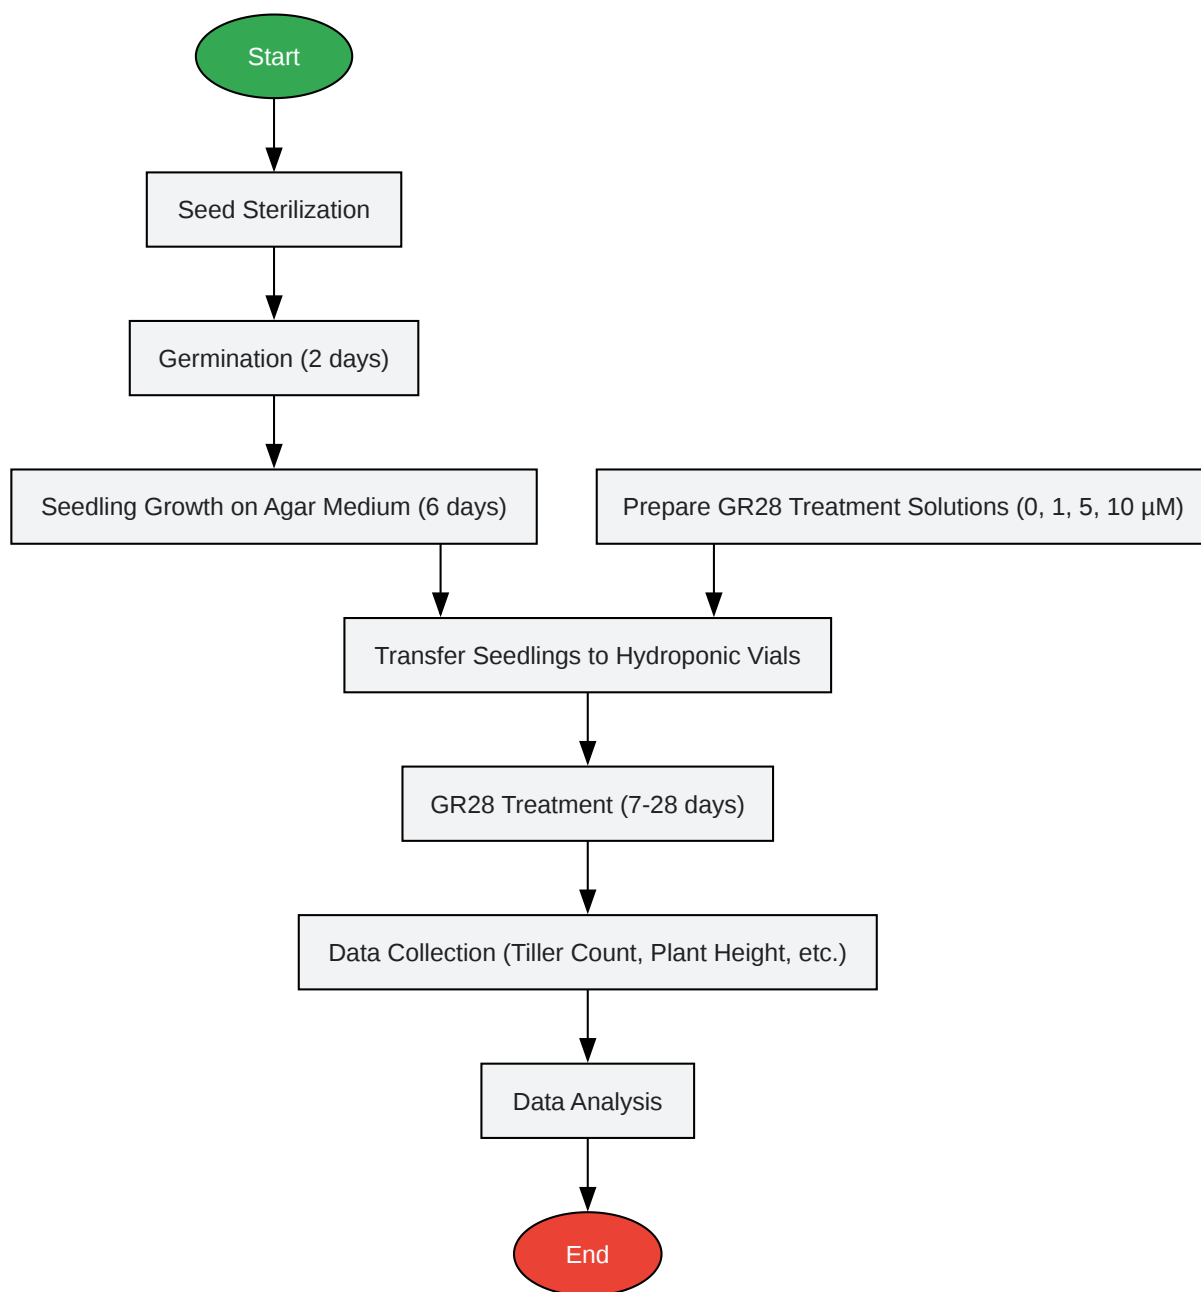 Start
Seed Sterilization
Germination (2 days)
Seedling Growth on Agar Medium (6 days)
Prepare GR28 Treatment Solutions (0, 1, 5, 10 µM)
Transfer Seedlings to Hydroponic Vials
GR28 Treatment (7-28 days)
Data Collection (Tiller Count, Plant Height, etc.)
Data Analysis
End